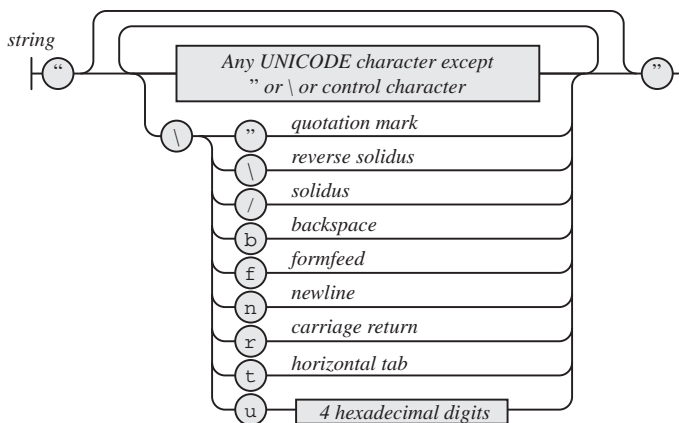 string
“ Any UNICODE character except ”
” or \ or control character
\ ” quotation mark
\ reverse solidus
/ solidus
b backspace
f formfeed
n newline
r carriage return
t horizontal tab
u 4 hexadecimal digits